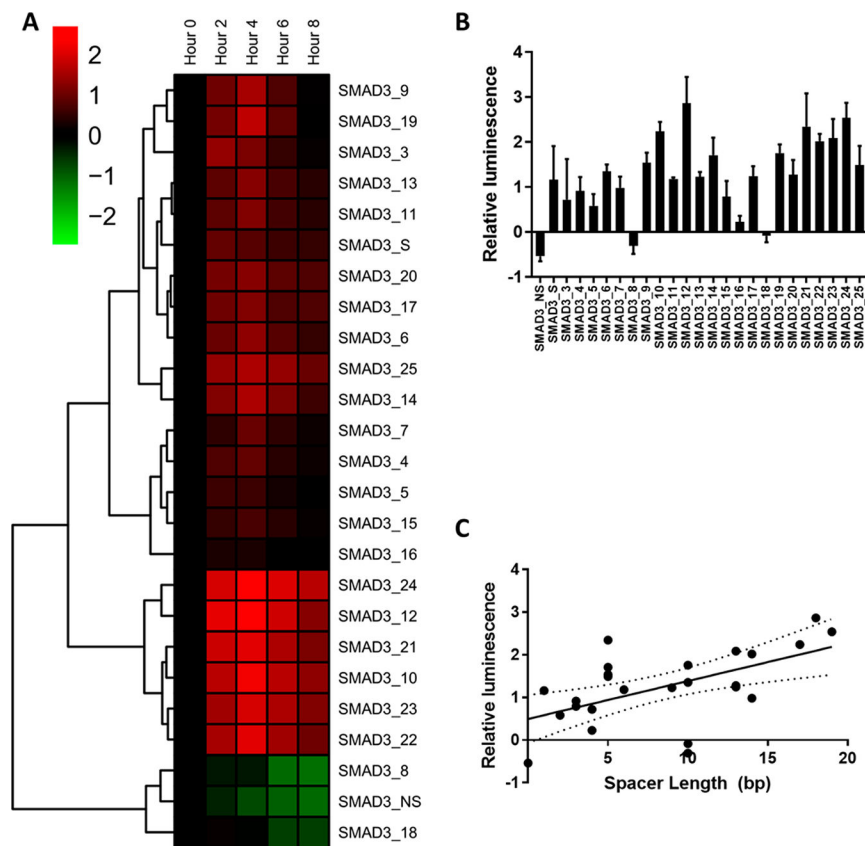 A
Hour 0
Hour 2
Hour 4
Hour 6
Hour 8
2
1
0
−1
−2
SMAD3_9
SMAD3_19
SMAD3_3
SMAD3_13
SMAD3_11
SMAD3_S
SMAD3_20
SMAD3_17
SMAD3_6
SMAD3_25
SMAD3_14
SMAD3_7
SMAD3_4
SMAD3_5
SMAD3_15
SMAD3_16
SMAD3_24
SMAD3_12
SMAD3_21
SMAD3_10
SMAD3_23
SMAD3_22
SMAD3_8
SMAD3_NS
SMAD3_18
B
Relative luminescence
4
3
2
1
0
-1
SMAD3_NS
SMAD3_S
SMAD3_3
SMAD3_4
SMAD3_5
SMAD3_6
SMAD3_7
SMAD3_8
SMAD3_9
SMAD3_10
SMAD3_11
SMAD3_12
SMAD3_13
SMAD3_14
SMAD3_15
SMAD3_16
SMAD3_17
SMAD3_18
SMAD3_19
SMAD3_20
SMAD3_21
SMAD3_22
SMAD3_23
SMAD3_24
SMAD3_25
C
Relative luminescence
4
3
2
1
0
-1
5
10
15
20
Spacer Length (bp)